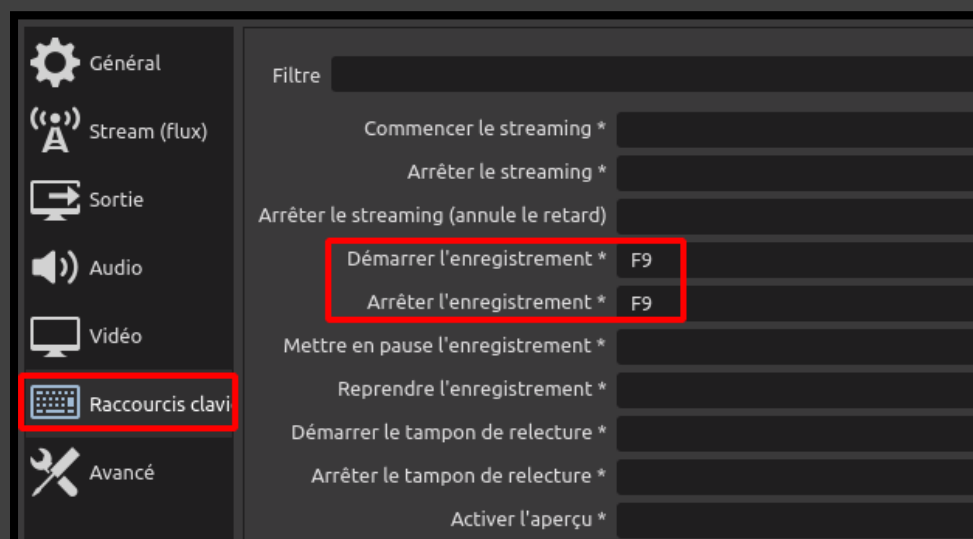 Général
Stream (flux)
Sortie
Audio
Vidéo
Raccourcis clavi
Avancé
Filtre
Commencer le streaming *
Arrêter le streaming *
Arrêter le streaming (annule le retard)
Démarrer l'enregistrement * F9
Arrêter l'enregistrement * F9
Mettre en pause l'enregistrement *
Reprendre l'enregistrement *
Démarrer le tampon de relecture *
Arrêter le tampon de relecture *
Activer l'aperçu *